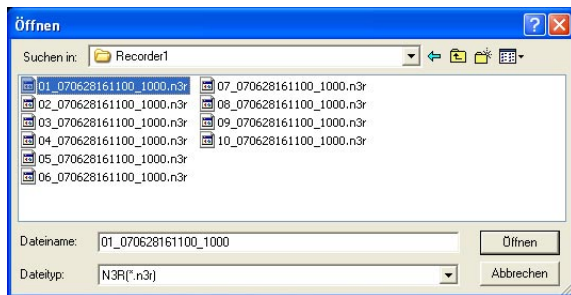 Öffnen
Suchen in: Recorder1
01_070628161100_1000.n3r 07_070628161100_1000.n3r
02_070628161100_1000.n3r 08_070628161100_1000.n3r
03_070628161100_1000.n3r 09_070628161100_1000.n3r
04_070628161100_1000.n3r 10_070628161100_1000.n3r
05_070628161100_1000.n3r
06_070628161100_1000.n3r
Dateiname: 01_070628161100_1000 Öffnen
Dateityp: N3R(*.n3r) Abbrechen